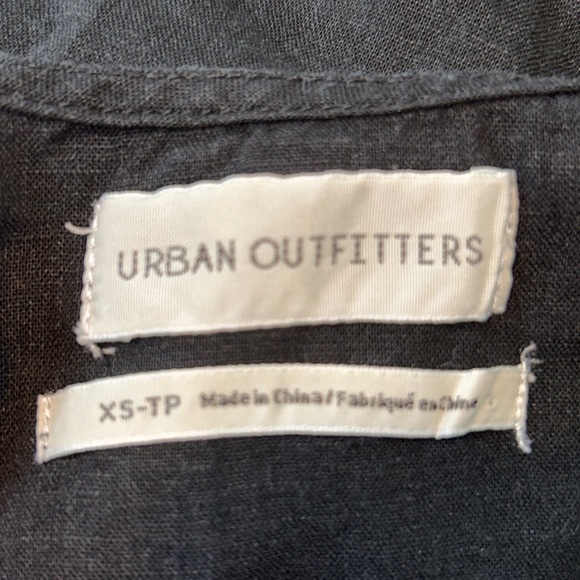 URBAN OUTFITTERS
XS-TP Made in China / Fabriqué en Chine